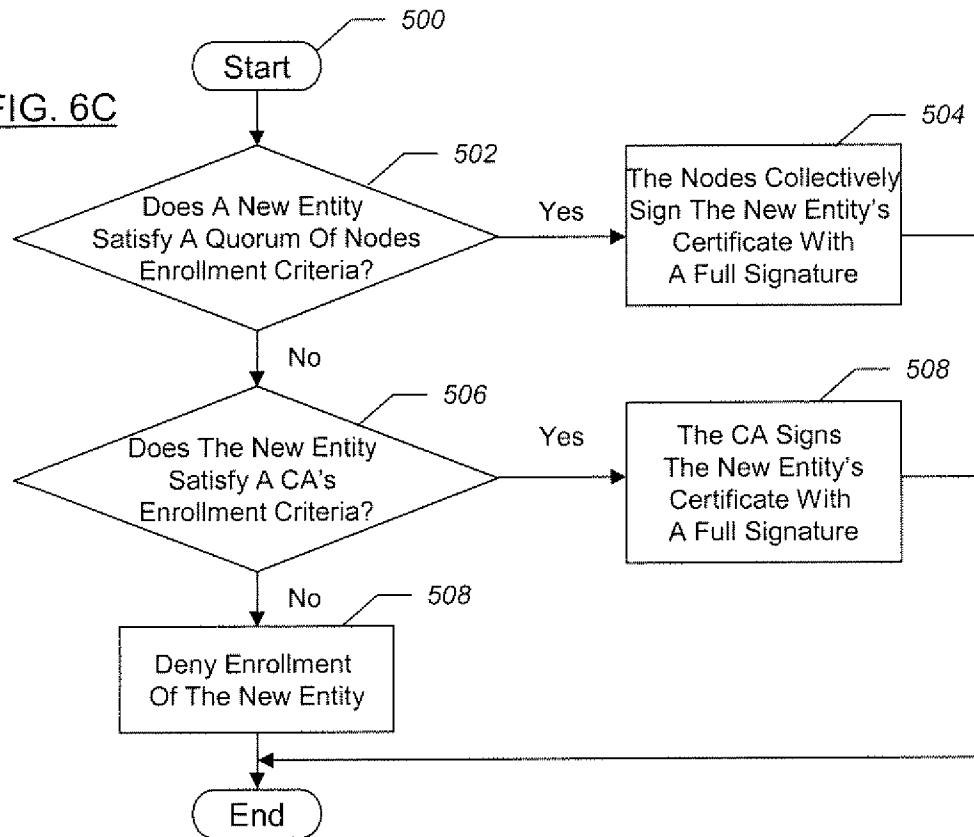 500
Start
FIG. 6C
502
Does A New Entity
Satisfy A Quorum Of Nodes
Enrollment Criteria?
Yes
504
The Nodes Collectively
Sign The New Entity's
Certificate With
A Full Signature
No
506
Does The New Entity
Satisfy A CA's
Enrollment Criteria?
Yes
508
The CA Signs
The New Entity's
Certificate With
A Full Signature
No
508
Deny Enrollment
Of The New Entity
End